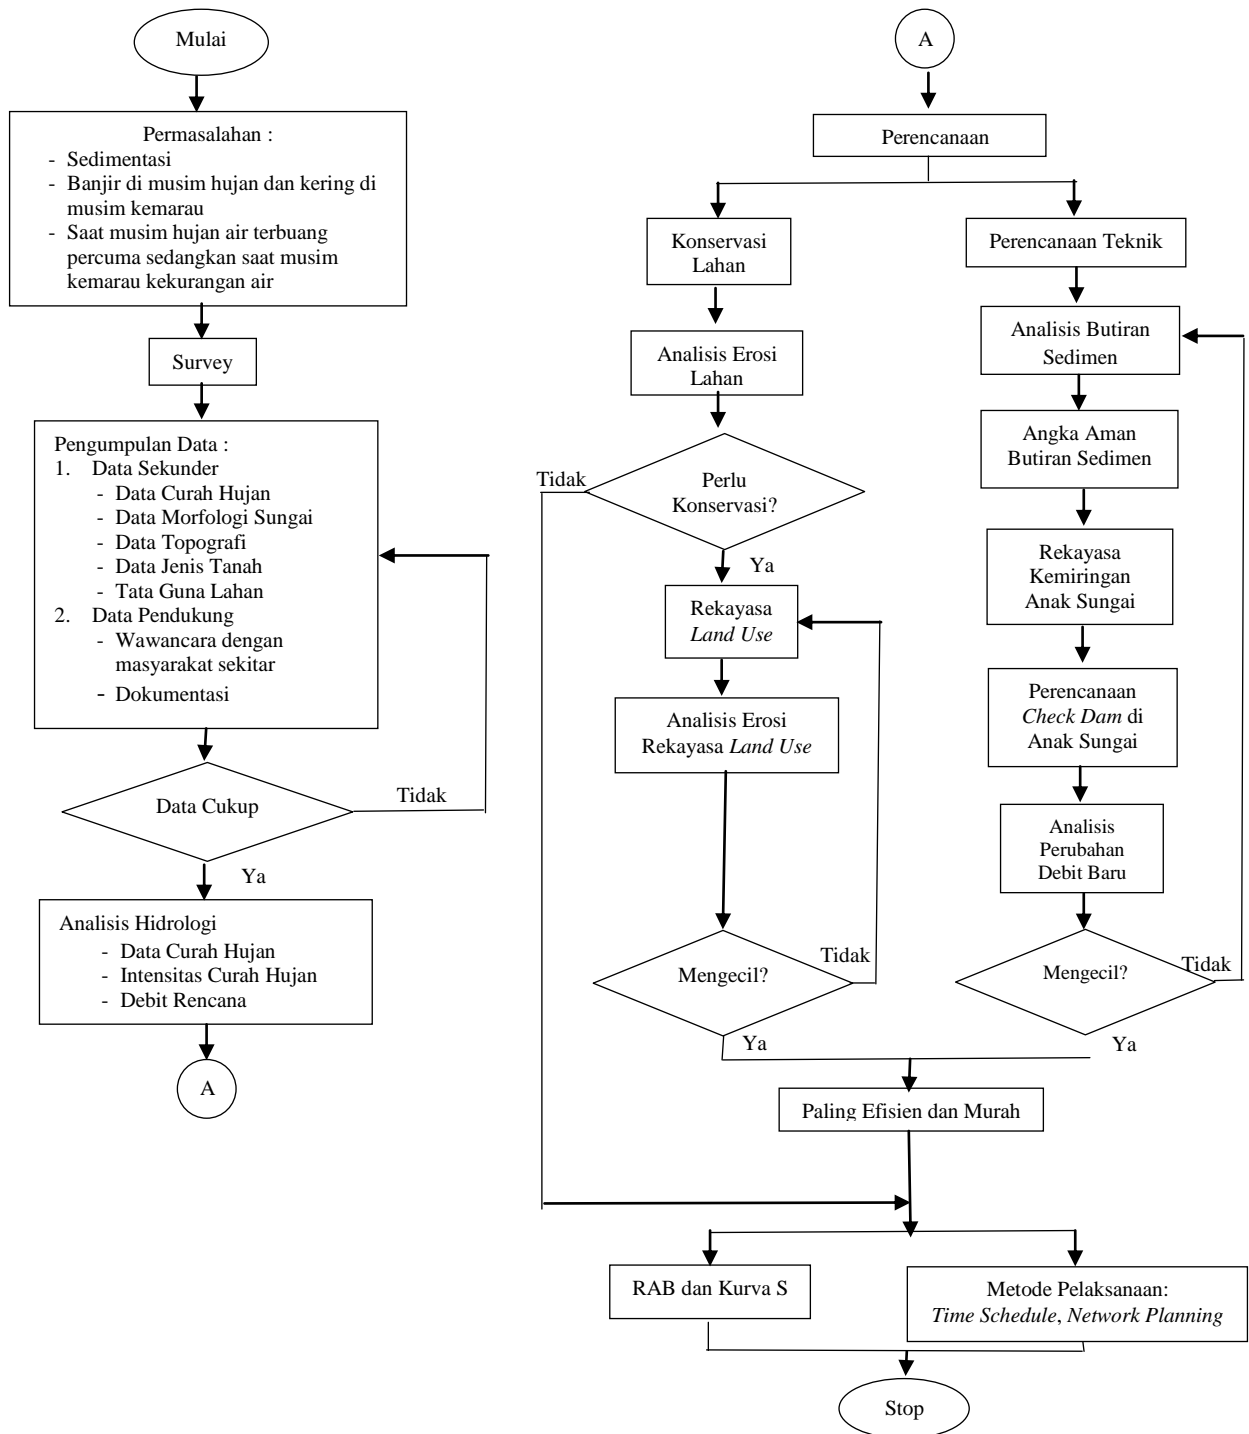 Mulai
Permasalahan :
- Sedimentasi
- Banjir di musim hujan dan kering di
musim kemarau
- Saat musim hujan air terbuang
percuma sedangkan saat musim
kemarau kekurangan air
Survey
Pengumpulan Data :
1. Data Sekunder
- Data Curah Hujan
- Data Morfologi Sungai
- Data Topografi
- Data Jenis Tanah
- Tata Guna Lahan
2. Data Pendukung
- Wawancara dengan
masyarakat sekitar
- Dokumentasi
Data Cukup
Tidak
Ya
Analisis Hidrologi
- Data Curah Hujan
- Intensitas Curah Hujan
- Debit Rencana
A
A
Perencanaan
Konservasi
Lahan
Analisis Erosi
Lahan
Perlu
Konservasi?
Tidak
Ya
Rekayasa
Land Use
Analisis Erosi
Rekayasa Land Use
Mengecil?
Tidak
Ya
Perencanaan Teknik
Analisis Butiran
Sedimen
Angka Aman
Butiran Sedimen
Rekayasa
Kemiringan
Anak Sungai
Perencanaan
Check Dam di
Anak Sungai
Analisis
Perubahan
Debit Baru
Mengecil?
Tidak
Ya
Paling Efisien dan Murah
RAB dan Kurva S
Metode Pelaksanaan:
Time Schedule, Network Planning
Stop